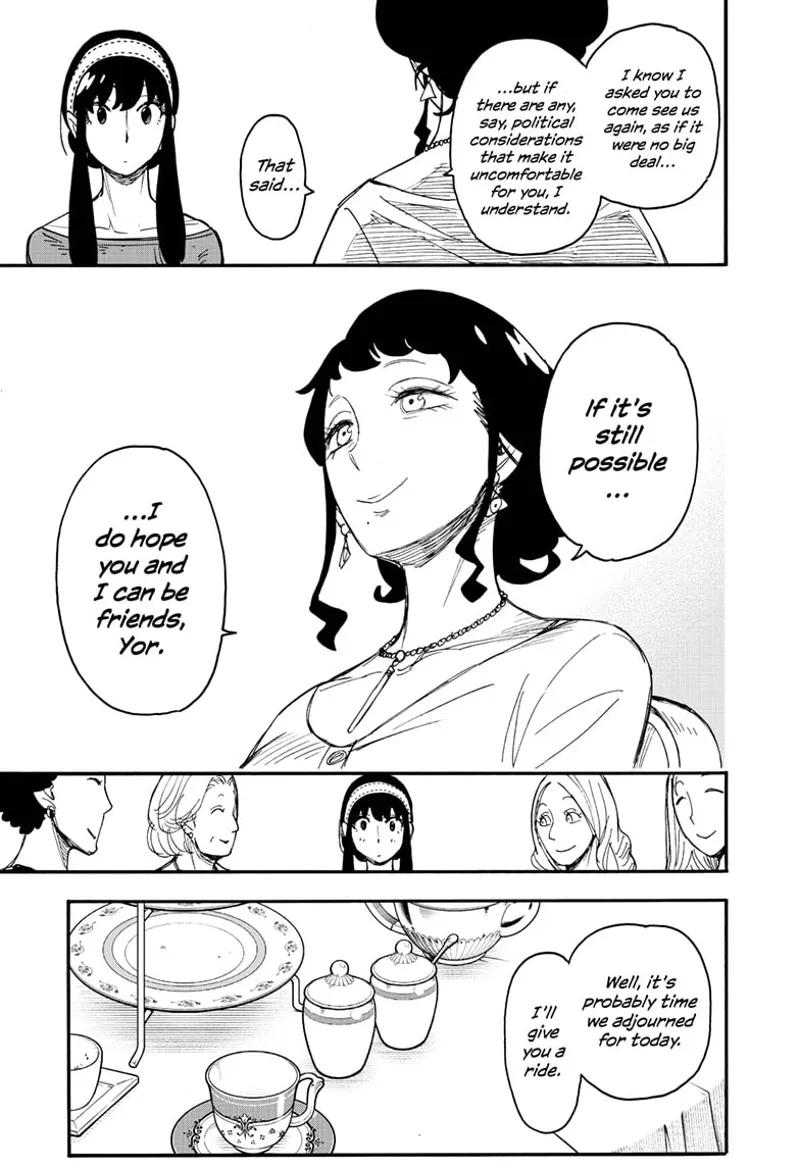 I know I
asked you to
come see us
again, as if it
were no big
deal...
...but if
there are any,
say, political
considerations
that make it
uncomfortable
for you, I
understand.
That
said...
If it's
still
possible
...
...I
do hope
you and
I can be
friends,
Yor.
Well, it's
probably time
we adjourned
for today.
I'll
give
you a
ride.